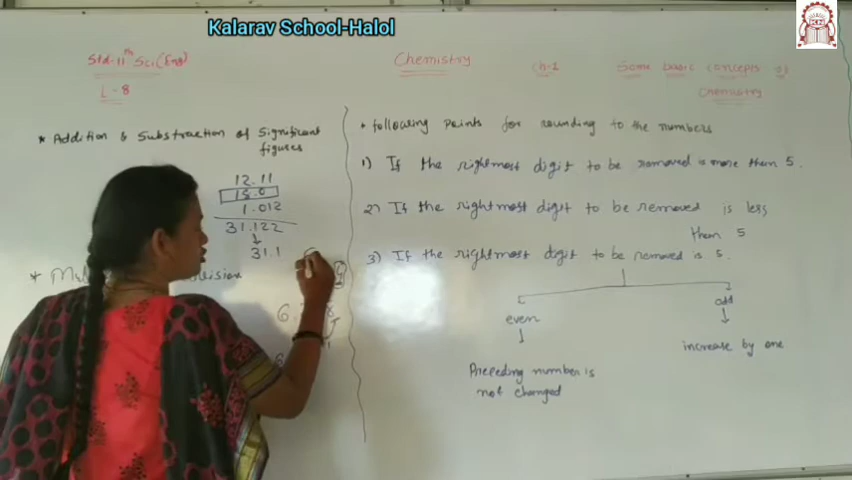 Kalarav School-Halol
KN
Std-11th Sci (Eng)
L-8
Chemistry
Ch-1
Some basic concepts of
Chemistry
* Addition & Substraction of Significant
figures
12.11
18.0
1.012
31.122
31.1
* Mul
6.
* following points for rounding to the numbers
1) If the rightmost digit to be removed is more than 5.
2) If the rightmost digit to be removed is less
than 5
3) If the rightmost digit to be removed is 5.
even
odd
Preceding number is
not changed
increase by one